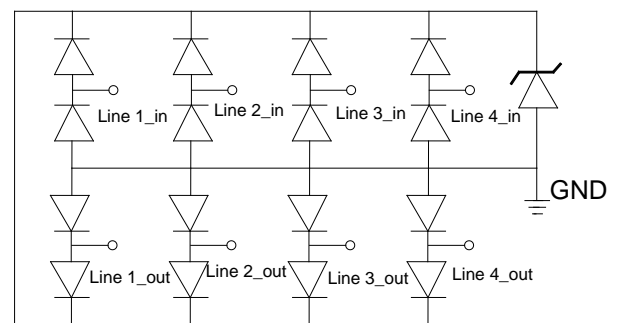 Line 1_in
Line 2_in
Line 3_in
Line 4_in
GND
Line 1_out
Line 2_out
Line 3_out
Line 4_out